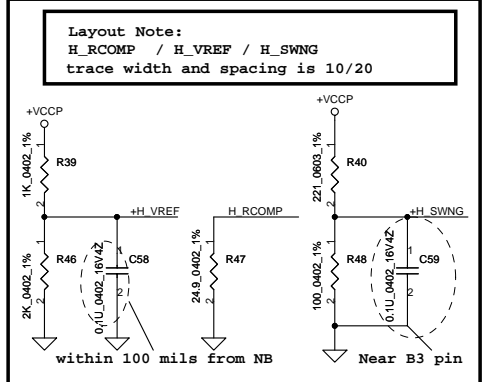 Layout Note:
H_RCOMP / H_VREF / H_SWNG
trace width and spacing is 10/20
+VCCP
1
1K_0402_1%
R39
2
+H_VREF
1
2K_0402_1%
R46
2
1
0.1U_0402_16V4Z
C58
2
H_RCOMP
1
24.9_0402_1%
R47
2
+VCCP
1
221_0603_1%
R40
2
+H_SWNG
1
100_0402_1%
R48
2
1
0.1U_0402_16V4Z
C59
2
within 100 mils from NB
Near B3 pin